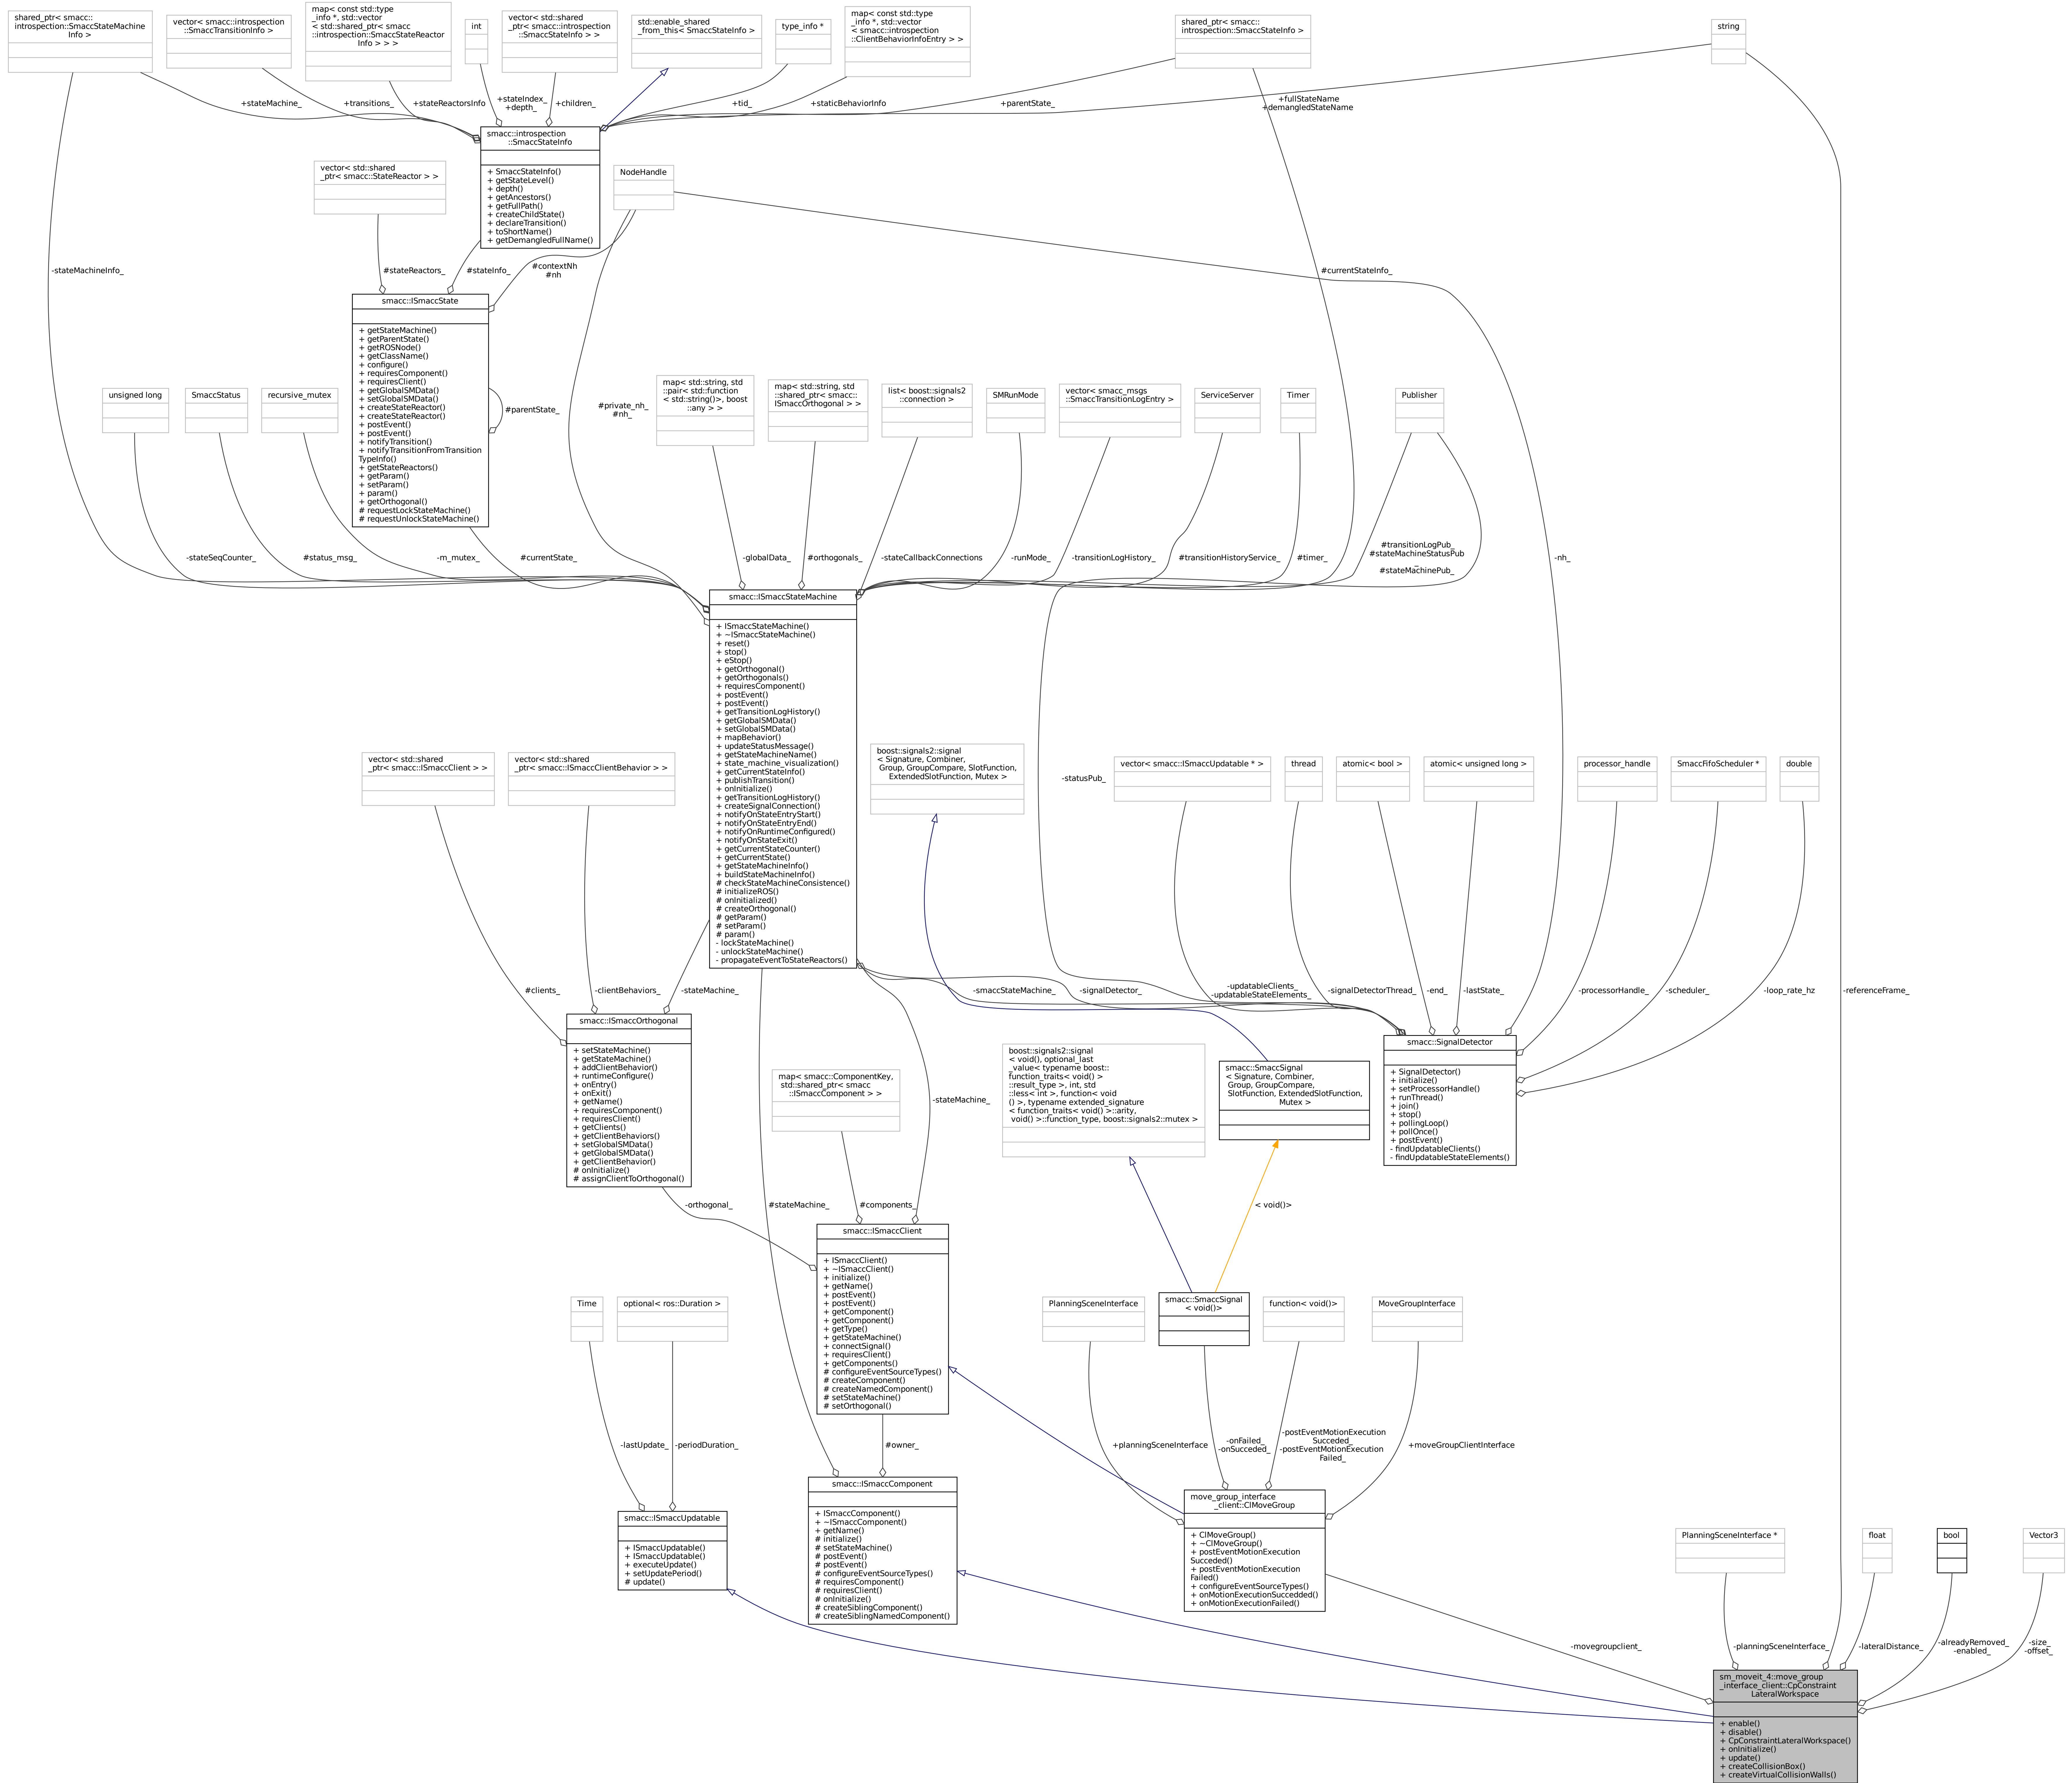 shared_ptr< smacc::
introspection::SmaccStateMachine
Info >
vector< smacc::introspection
::SmaccTransitionInfo >
map< const std::type
_info *, std::vector
< std::shared_ptr< smacc
::introspection::SmaccStateReactor
Info > > >
int
vector< std::shared
_ptr< smacc::introspection
::SmaccStateInfo > >
std::enable_shared
_from_this< SmaccStateInfo >
type_info *
map< const std::type
_info *, std::vector
< smacc::introspection
::ClientBehaviorInfoEntry > >
shared_ptr< smacc::
introspection::SmaccStateInfo >
string
+stateMachine_
+transitions_
+stateReactorsInfo
+stateIndex_
+depth_
+children_
+tid_
+staticBehaviorInfo
+parentState_
+fullStateName
+demangledStateName
smacc::introspection
::SmaccStateInfo
+ SmaccStateInfo()
+ getStateLevel()
+ depth()
+ getAncestors()
+ getFullPath()
+ createChildState()
+ declareTransition()
+ toShortName()
+ getDemangledFullName()
vector< std::shared
_ptr< smacc::StateReactor > >
NodeHandle
-stateMachineInfo_
#stateReactors_
#stateInfo_
#contextNh
#nh
#currentStateInfo_
smacc::ISmaccState
+ getStateMachine()
+ getParentState()
+ getROSNode()
+ getClassName()
+ configure()
+ requiresComponent()
+ requiresClient()
+ getGlobalSMData()
+ setGlobalSMData()
+ createStateReactor()
+ createStateReactor()
+ postEvent()
+ postEvent()
+ notifyTransition()
+ notifyTransitionFromTransition
TypeInfo()
+ getStateReactors()
+ getParam()
+ setParam()
+ param()
+ getOrthogonal()
# requestLockStateMachine()
# requestUnlockStateMachine()
#parentState_
#private_nh_
#nh_
unsigned long
SmaccStatus
recursive_mutex
map< std::string, std
::pair< std::function
< std::string()>, boost
::any > >
map< std::string, std
::shared_ptr< smacc::
ISmaccOrthogonal > >
list< boost::signals2
::connection >
SMRunMode
vector< smacc_msgs
::SmaccTransitionLogEntry >
ServiceServer
Timer
Publisher
-stateSeqCounter_
#status_msg_
-m_mutex_
#currentState_
-globalData_
#orthogonals_
-stateCallbackConnections
-runMode_
-transitionLogHistory_
#transitionHistoryService_
#timer_
#transitionLogPub_
#stateMachineStatusPub
_
#stateMachinePub_
-nh_
smacc::ISmaccStateMachine
+ ISmaccStateMachine()
+ ~ISmaccStateMachine()
+ reset()
+ stop()
+ eStop()
+ getOrthogonal()
+ getOrthogonals()
+ requiresComponent()
+ postEvent()
+ postEvent()
+ getTransitionLogHistory()
+ getGlobalSMData()
+ setGlobalSMData()
+ mapBehavior()
+ updateStatusMessage()
+ getStateMachineName()
+ state_machine_visualization()
+ getCurrentStateInfo()
+ publishTransition()
+ onInitialize()
+ getTransitionLogHistory()
+ createSignalConnection()
+ notifyOnStateEntryStart()
+ notifyOnStateEntryEnd()
+ notifyOnRuntimeConfigured()
+ notifyOnStateExit()
+ getCurrentStateCounter()
+ getCurrentState()
+ getStateMachineInfo()
+ buildStateMachineInfo()
# checkStateMachineConsistence()
# initializeROS()
# onInitialized()
# createOrthogonal()
# getParam()
# setParam()
# param()
- lockStateMachine()
- unlockStateMachine()
- propagateEventToStateReactors()
vector< std::shared
_ptr< smacc::ISmaccClient > >
vector< std::shared
_ptr< smacc::ISmaccClientBehavior > >
boost::signals2::signal
< Signature, Combiner,
Group, GroupCompare, SlotFunction,
ExtendedSlotFunction, Mutex >
-statusPub_
vector< smacc::ISmaccUpdatable * >
thread
atomic< bool >
atomic< unsigned long >
processor_handle
SmaccFifoScheduler *
double
#clients_
-clientBehaviors_
-stateMachine_
-smaccStateMachine_
-signalDetector_
-updatableClients_
-updatableStateElements_
-signalDetectorThread_
-end_
-lastState_
-processorHandle_
-scheduler_
-loop_rate_hz
-referenceFrame_
smacc::ISmaccOrthogonal
+ setStateMachine()
+ getStateMachine()
+ addClientBehavior()
+ runtimeConfigure()
+ onEntry()
+ onExit()
+ getName()
+ requiresComponent()
+ requiresClient()
+ getClients()
+ getClientBehaviors()
+ setGlobalSMData()
+ getGlobalSMData()
+ getClientBehavior()
# onInitialize()
# assignClientToOrthogonal()
map< smacc::ComponentKey,
std::shared_ptr< smacc
::ISmaccComponent > >
-stateMachine_
boost::signals2::signal
< void(), optional_last
_value< typename boost::
function_traits< void() >
::result_type >, int, std
::less< int >, function< void
() >, typename extended_signature
< function_traits< void() >::arity,
void() >::function_type, boost::signals2::mutex >
smacc::SmaccSignal
< Signature, Combiner,
Group, GroupCompare,
SlotFunction, ExtendedSlotFunction,
Mutex >
smacc::SignalDetector
+ SignalDetector()
+ initialize()
+ setProcessorHandle()
+ runThread()
+ join()
+ stop()
+ pollingLoop()
+ pollOnce()
+ postEvent()
- findUpdatableClients()
- findUpdatableStateElements()
-orthogonal_
#stateMachine_
#components_
< void()>
smacc::ISmaccClient
+ ISmaccClient()
+ ~ISmaccClient()
+ initialize()
+ getName()
+ postEvent()
+ postEvent()
+ getComponent()
+ getComponent()
+ getType()
+ getStateMachine()
+ connectSignal()
+ requiresClient()
+ getComponents()
# configureEventSourceTypes()
# createComponent()
# createNamedComponent()
# setStateMachine()
# setOrthogonal()
Time
optional< ros::Duration >
PlanningSceneInterface
smacc::SmaccSignal
< void()>
function< void()>
MoveGroupInterface
-lastUpdate_
-periodDuration_
#owner_
+planningSceneInterface
-onFailed_
-onSucceded_
-postEventMotionExecution
Succeded_
-postEventMotionExecution
Failed_
+moveGroupClientInterface
smacc::ISmaccUpdatable
+ ISmaccUpdatable()
+ ISmaccUpdatable()
+ executeUpdate()
+ setUpdatePeriod()
# update()
smacc::ISmaccComponent
+ ISmaccComponent()
+ ~ISmaccComponent()
+ getName()
# initialize()
# setStateMachine()
# postEvent()
# postEvent()
# configureEventSourceTypes()
# requiresComponent()
# requiresClient()
# onInitialize()
# createSiblingComponent()
# createSiblingNamedComponent()
move_group_interface
_client::ClMoveGroup
+ ClMoveGroup()
+ ~ClMoveGroup()
+ postEventMotionExecution
Succeded()
+ postEventMotionExecution
Failed()
+ configureEventSourceTypes()
+ onMotionExecutionSuccedded()
+ onMotionExecutionFailed()
PlanningSceneInterface *
float
bool
Vector3
-movegroupclient_
-planningSceneInterface_
-lateralDistance_
-alreadyRemoved_
-enabled_
-size_
-offset_
sm_moveit_4::move_group
_interface_client::CpConstraint
LateralWorkspace
+ enable()
+ disable()
+ CpConstraintLateralWorkspace()
+ onInitialize()
+ update()
+ createCollisionBox()
+ createVirtualCollisionWalls()